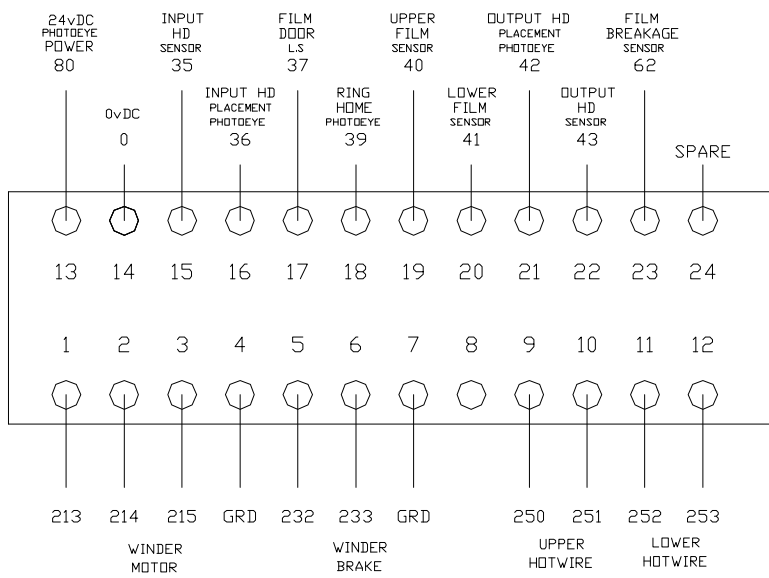 24vDC
PHOTOEYE
POWER
80
INPUT
HD
SENSOR
35
FILM
DOOR
L.S
37
UPPER
FILM
SENSOR
40
OUTPUT HD
PLACEMENT
PHOTOEYE
42
FILM
BREAKAGE
SENSOR
62
0vDC
0
INPUT HD
PLACEMENT
PHOTOEYE
36
RING
HOME
PHOTOEYE
39
LOWER
FILM
SENSOR
41
OUTPUT
HD
SENSOR
43
SPARE
13 14 15 16 17 18 19 20 21 22 23 24
1 2 3 4 5 6 7 8 9 10 11 12
213 214 215 GRD 232 233 GRD 250 251 252 253
WINDER
MOTOR
WINDER
BRAKE
UPPER
HOTWIRE
LOWER
HOTWIRE